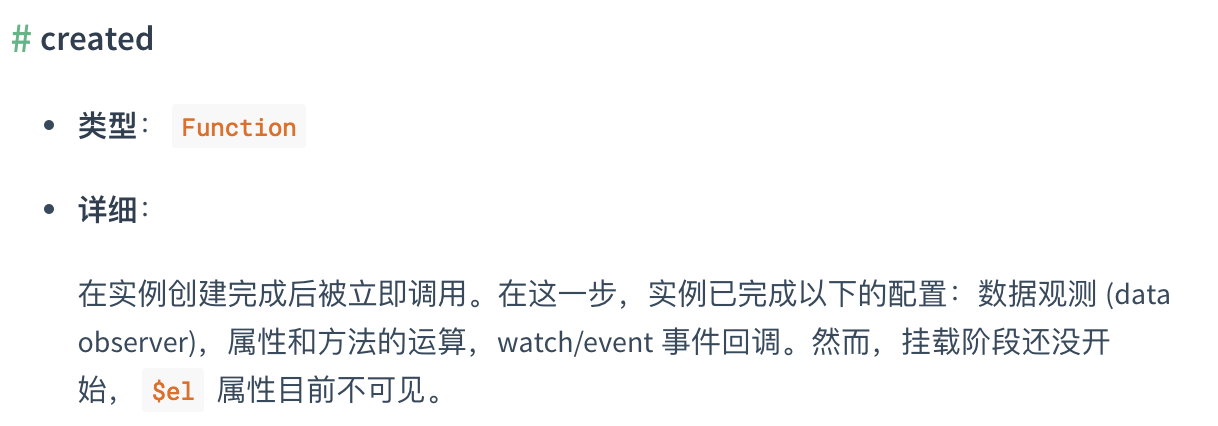 # created
• 类型： Function
• 详细：
在实例创建完成后被立即调用。在这一步，实例已完成以下的配置：数据观测 (data
observer)，属性和方法的运算，watch/event 事件回调。然而，挂载阶段还没开
始， $el 属性目前不可见。